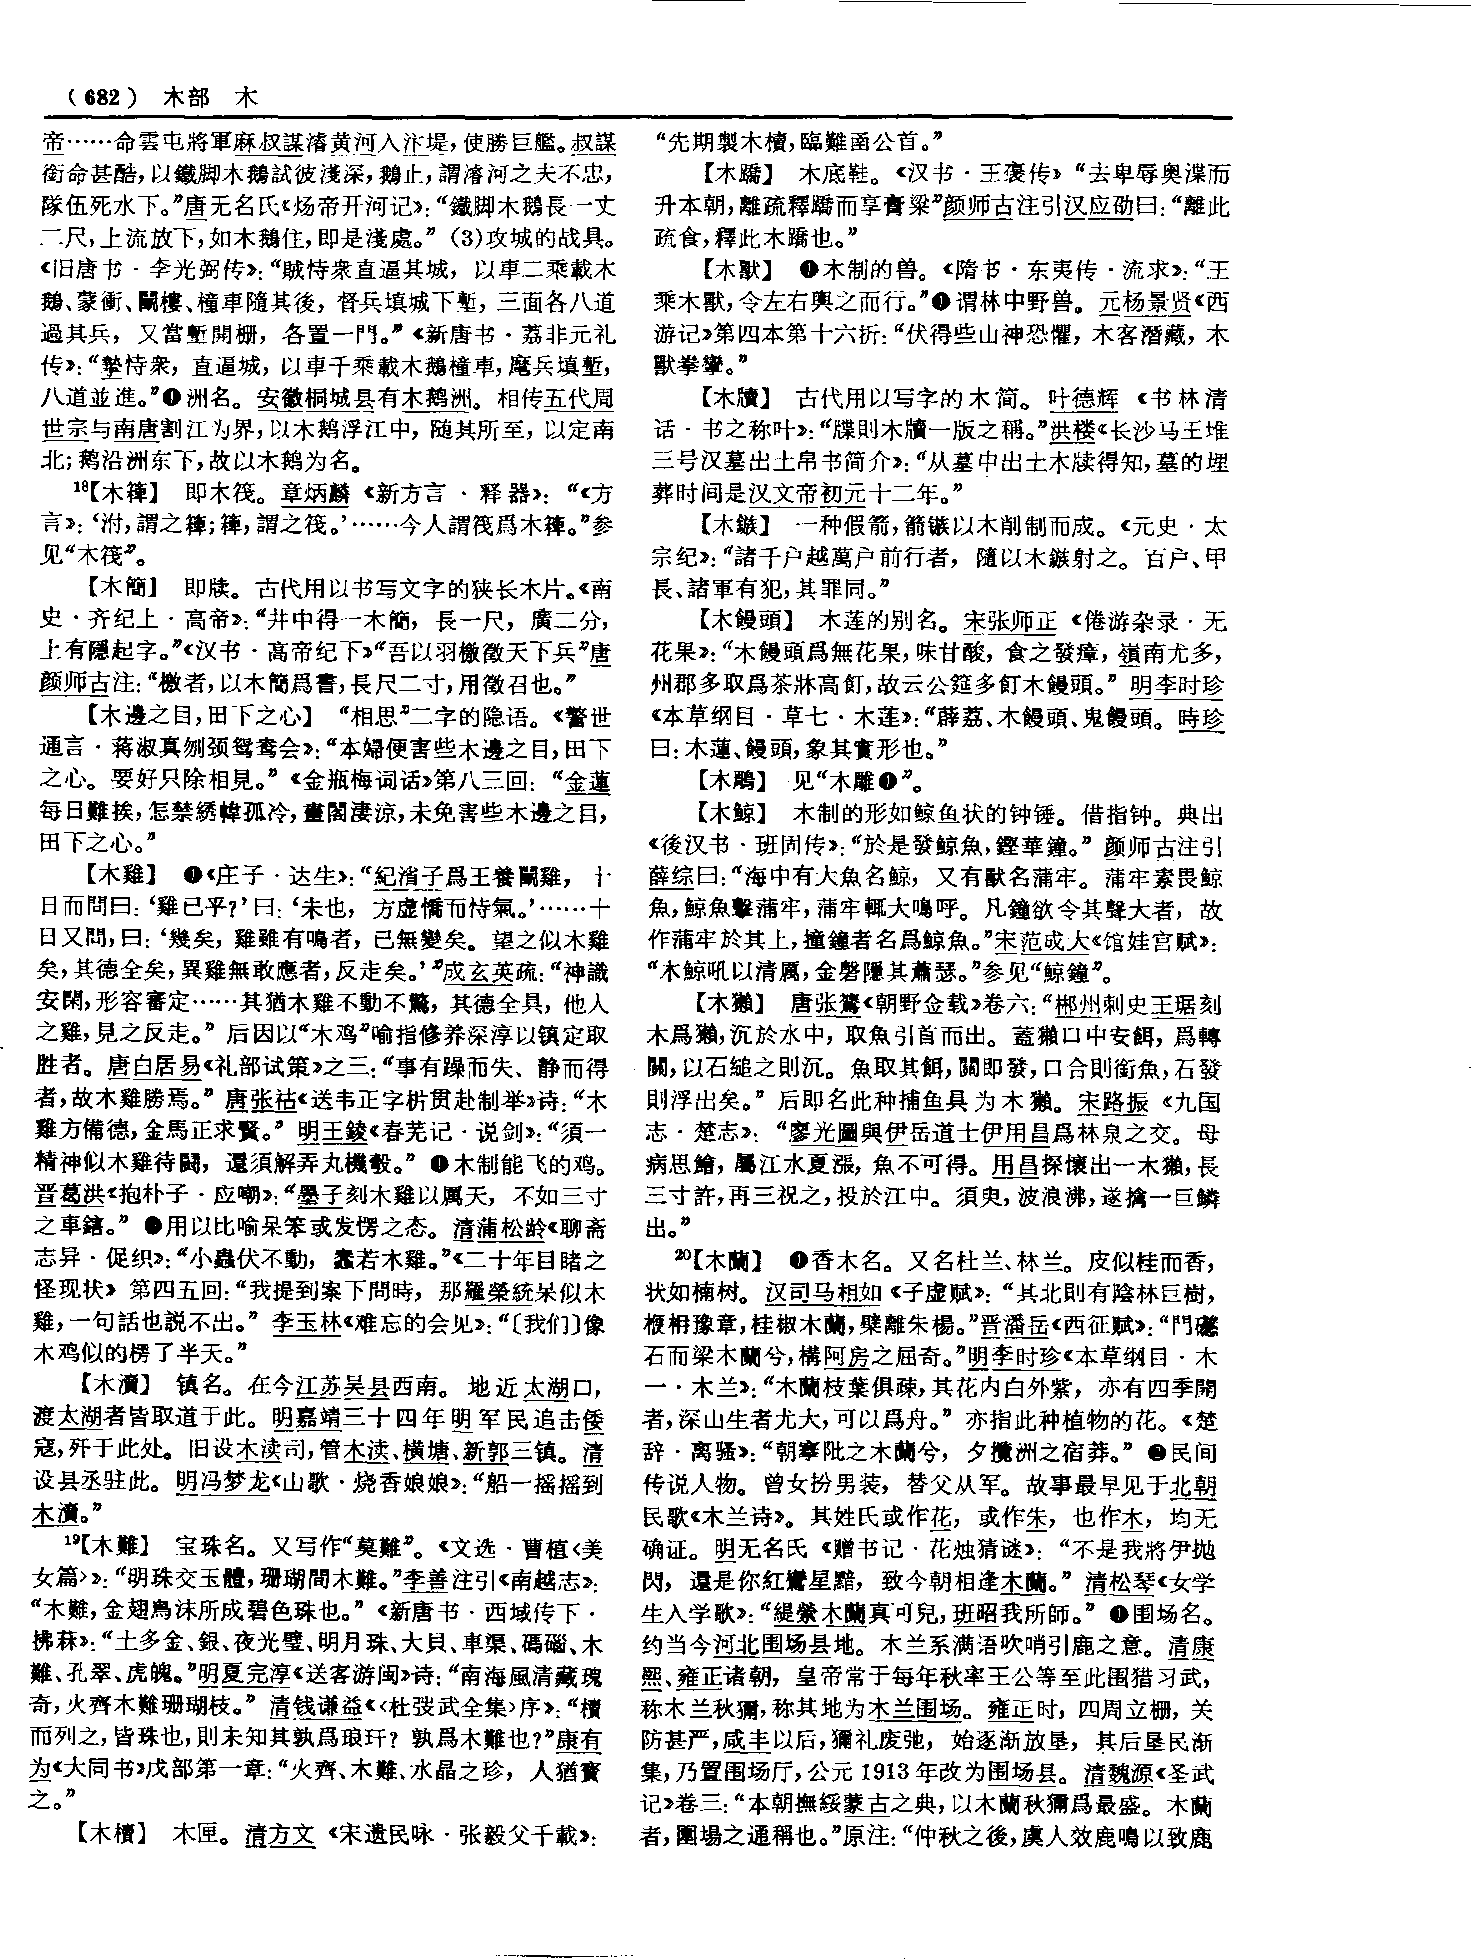 (682) 木部 木
帝……命雲屯將軍麻叔謀濬黄河入汴堤，使勝巨艦。叔謀
銜命甚酷，以鐵脚木鵝試彼淺深，鵝止，謂濬河之夫不忠，
隊伍死水下。”唐无名氏《炀帝开河记》：“鐵脚木鵝長一丈
二尺，上流放下，如木鵝住，即是淺處。” (3)攻城的战具。
《旧唐书·李光弼传》：“賊恃衆直逼其城，以車二乘載木
鵝、蒙衝、鬭樓、橦車隨其後，督兵填城下塹，三面各八道
過其兵，又當塹開栅，各置一門。”《新唐书·荔非元礼
传》：“摯恃衆，直逼城，以車千乘載木鵝橦車，麾兵填塹，
八道並進。”❶洲名。安徽桐城县有木鹅洲。相传五代周
世宗与南唐割江为界，以木鹅浮江中，随其所至，以定南
北；鹅沿洲东下，故以木鹅为名。
18【木䉶】 即木筏。章炳麟《新方言·释器》：“《方
言》：‘泭，謂之䉶；䉶，謂之筏。’……今人謂筏爲木䉶。”参
见“木筏”。
【木簡】 即牍。古代用以书写文字的狭长木片。《南
史·齐纪上·高帝》：“井中得一木簡，長一尺，廣二分，
上有隱起字。”《汉书·高帝纪下》“吾以羽檄徵天下兵”唐
颜师古注：“檄者，以木簡爲書，長尺二寸，用徵召也。”
【木邊之目，田下之心】 “相思”二字的隐语。《警世
通言·蒋淑真刎颈鸳鸯会》：“本婦便害些木邊之目，田下
之心。要好只除相見。”《金瓶梅词话》第八三回：“金蓮
每日難挨，怎禁綉幃孤冷，畫閣淒涼，未免害些木邊之目，
田下之心。”
【木雞】 ❶《庄子·达生》：“紀渻子爲王養鬭雞，十
日而問曰：‘雞已乎？’曰：‘未也，方虚憍而恃氣。’……十
日又問，曰：‘幾矣，雞雖有鳴者，已無變矣。望之似木雞
矣，其德全矣，異雞無敢應者，反走矣。’”成玄英疏：“神識
安閑，形容審定……其猶木雞不動不驚，其德全具，他人
之雞，見之反走。”后因以“木鸡”喻指修养深淳以镇定取
胜者。唐白居易《礼部试策》之三：“事有躁而失、静而得
者，故木雞勝焉。”唐张祜《送韦正字析贯赴制举》诗：“木
雞方備德，金馬正求賢。”明王錂《春芜记·说剑》：“須一
精神似木雞待鬭，還須解弄丸機彀。”❶木制能飞的鸡。
晋葛洪《抱朴子·应嘲》：“墨子刻木雞以厲天，不如三寸
之車鎋。”●用以比喻呆笨或发愣之态。清蒲松龄《聊斋
志异·促织》：“小蟲伏不動，蠢若木雞。”《二十年目睹之
怪现状》第四五回：“我提到案下問時，那羅榮統呆似木
雞，一句話也説不出。”李玉林《难忘的会见》：“〔我们〕像
木鸡似的楞了半天。”
【木瀆】 镇名。在今江苏吴县西南。地近太湖口，
渡太湖者皆取道于此。明嘉靖三十四年明军民追击倭
寇，歼于此处。旧设木渎司，管木渎、横塘、新郭三镇。清
设县丞驻此。明冯梦龙《山歌·烧香娘娘》：“船一摇摇到
木瀆。”
19【木難】 宝珠名。又写作“莫難”。《文选·曹植〈美
女篇〉》：“明珠交玉體，珊瑚間木難。”李善注引《南越志》：
“木難，金翅鳥沫所成碧色珠也。”《新唐书·西域传下·
拂菻》：“土多金、銀、夜光璧、明月珠、大貝、車渠、碼碯、木
難、孔翠、虎魄。”明夏完淳《送客游闽》诗：“南海風清藏瑰
奇，火齊木難珊瑚枝。”清钱谦益《〈杜弢武全集〉序》：“櫝
而列之，皆珠也，則未知其孰爲琅玕？孰爲木難也？”康有
为《大同书》戊部第一章：“火齊、木難、水晶之珍，人猶寳
之。”
【木櫝】 木匣。清方文《宋遗民咏·张毅父千載》：
“先期製木櫝，臨難函公首。”
【木蹻】 木底鞋。《汉书·王褒传》“去卑辱奥渫而
升本朝，離疏釋蹻而享膏粱”颜师古注引汉应劭曰：“離此
疏食，釋此木蹻也。”
【木獸】 ❶木制的兽。《隋书·东夷传·流求》：“王
乘木獸，令左右輿之而行。”❶谓林中野兽。元杨景贤《西
游记》第四本第十六折：“伏得些山神恐懼，木客潛藏，木
獸拳攣。”
【木牘】 古代用以写字的木简。叶德辉《书林清
话·书之称叶》：“牒則木牘一版之稱。”洪楼《长沙马王堆
三号汉墓出土帛书简介》：“从墓中出土木牍得知，墓的埋
葬时间是汉文帝初元十二年。”
【木鏃】 一种假箭，箭镞以木削制而成。《元史·太
宗纪》：“諸千户越萬户前行者，隨以木鏃射之。百户、甲
長、諸軍有犯，其罪同。”
【木饅頭】 木莲的别名。宋张师正《倦游杂录·无
花果》：“木饅頭爲無花果，味甘酸，食之發瘴，嶺南尤多，
州郡多取爲茶牀高飣，故云公筵多飣木饅頭。”明李时珍
《本草纲目·草七·木莲》：“薜荔、木饅頭、鬼饅頭。時珍
曰：木蓮、饅頭，象其實形也。”
【木鵰】 见“木雕❶”。
【木鲸】 木制的形如鲸鱼状的钟锤。借指钟。典出
《後汉书·班固传》：“於是發鲸魚，鏗華鐘。”颜师古注引
薛综曰：“海中有大魚名鲸，又有獸名蒲牢。蒲牢素畏鲸
魚，鲸魚擊蒲牢，蒲牢輒大鳴呼。凡鐘欲令其聲大者，故
作蒲牢於其上，撞鐘者名爲鲸魚。”宋范成大《馆娃宫赋》：
“木鲸吼以清厲，金磬隱其蕭瑟。”参见“鲸鐘”。
【木獺】 唐张鷟《朝野佥载》卷六：“郴州刺史王琚刻
木爲獺，沉於水中，取魚引首而出。蓋獺口中安餌，爲轉
關，以石縋之則沉。魚取其餌，關即發，口合則銜魚，石發
則浮出矣。”后即名此种捕鱼具为木獺。宋路振《九国
志·楚志》：“廖光圖與伊岳道士伊用昌爲林泉之交。母
病思鱠，屬江水夏漲，魚不可得。用昌探懷出一木獺，長
三寸許，再三祝之，投於江中。須臾，波浪沸，遂擒一巨鱗
出。”
20【木蘭】 ❶香木名。又名杜兰、林兰。皮似桂而香，
状如楠树。汉司马相如《子虚赋》：“其北則有陰林巨樹，
楩枏豫章，桂椒木蘭，檗離朱楊。”晋潘岳《西征赋》：“門礠
石而梁木蘭兮，構阿房之屈奇。”明李时珍《本草纲目·木
一·木兰》：“木蘭枝葉俱疎，其花内白外紫，亦有四季開
者，深山生者尤大，可以爲舟。”亦指此种植物的花。《楚
辞·离骚》：“朝搴阰之木蘭兮，夕攬洲之宿莽。”❷民间
传说人物。曾女扮男装，替父从军。故事最早见于北朝
民歌《木兰诗》。其姓氏或作花，或作朱，也作木，均无
确证。明无名氏《赠书记·花烛猜谜》：“不是我將伊抛
閃，還是你紅鸞星黯，致今朝相逢木蘭。”清松琴《女学
生入学歌》：“緹縈木蘭真可兒，班昭我所師。”❶围场名。
约当今河北围场县地。木兰系满语吹哨引鹿之意。清康
熙、雍正诸朝，皇帝常于每年秋率王公等至此围猎习武，
称木兰秋獮，称其地为木兰围场。雍正时，四周立栅，关
防甚严，咸丰以后，獮礼废弛，始逐渐放垦，其后垦民渐
集，乃置围场厅，公元1913年改为围场县。清魏源《圣武
记》卷三：“本朝撫綏蒙古之典，以木蘭秋獮爲最盛。木蘭
者，圍場之通稱也。”原注：“仲秋之後，虞人效鹿鳴以致鹿